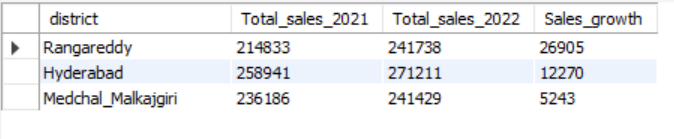 district Total_sales_2021 Total_sales_2022 Sales_growth
Rangareddy 214833 241738 26905
Hyderabad 258941 271211 12270
Medchal_Malkajgiri 236186 241429 5243